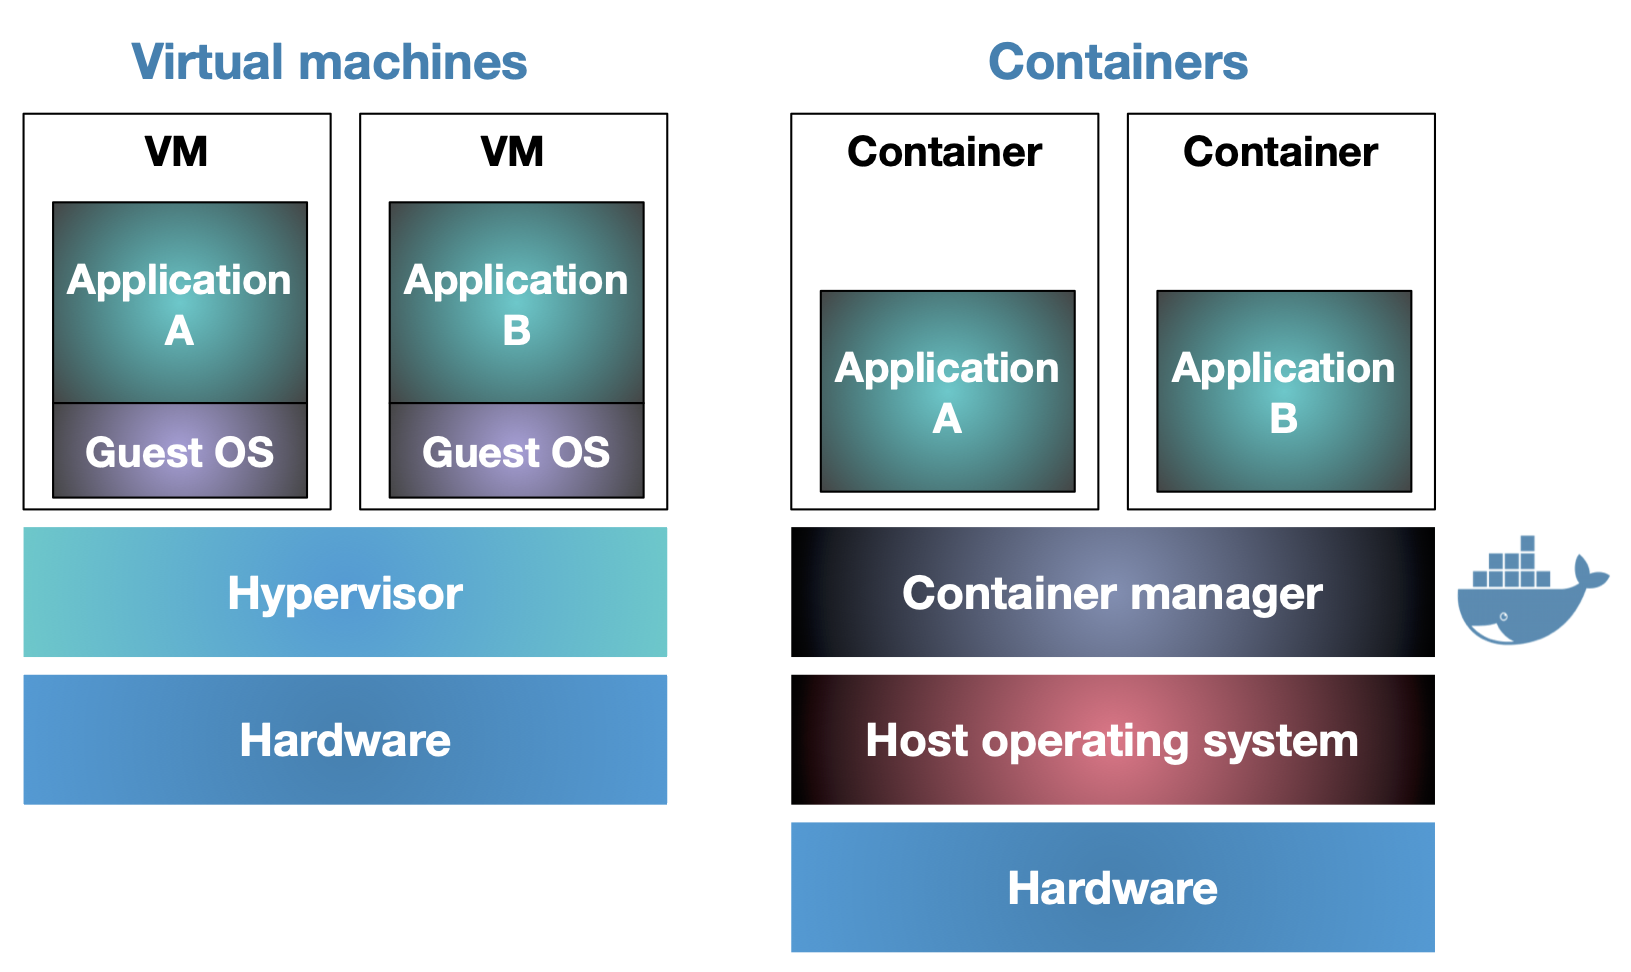 Virtual machines
VM
Application
A
Guest OS
VM
Application
B
Guest OS
Hypervisor
Hardware
Containers
Container
Application
A
Container
Application
B
Container manager
Host operating system
Hardware